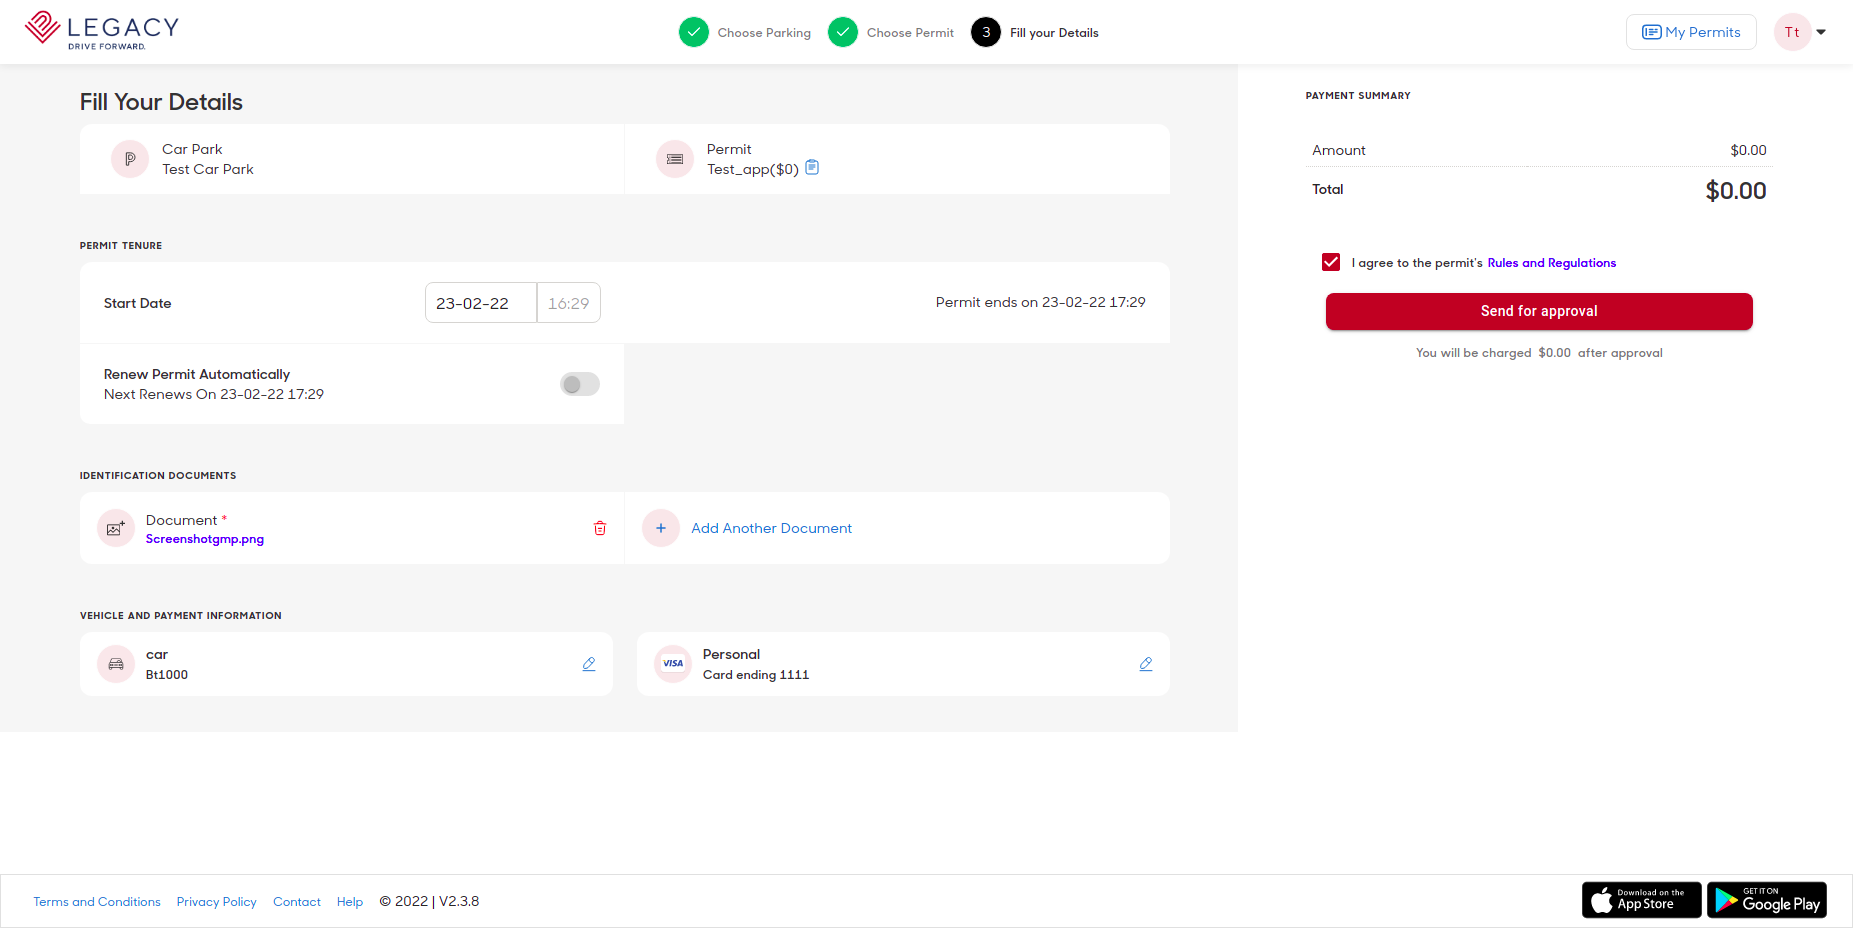 LEGACY
DRIVE FORWARD.
Choose Parking
Choose Permit
3 Fill your Details
My Permits
Tt
Fill Your Details
Car Park
Test Car Park
Permit
Test_app($0)
PERMIT TENURE
Start Date
23-02-22 16:29
Permit ends on 23-02-22 17:29
Renew Permit Automatically
Next Renews On 23-02-22 17:29
IDENTIFICATION DOCUMENTS
Document *
Screenshotgmp.png
+ Add Another Document
VEHICLE AND PAYMENT INFORMATION
car
Bt1000
VISA
Personal
Card ending 1111
PAYMENT SUMMARY
Amount $0.00
Total $0.00
I agree to the permit's Rules and Regulations
Send for approval
You will be charged $0.00 after approval
Terms and Conditions Privacy Policy Contact Help © 2022 | V2.3.8
Download on the
App Store
GET IT ON
Google Play